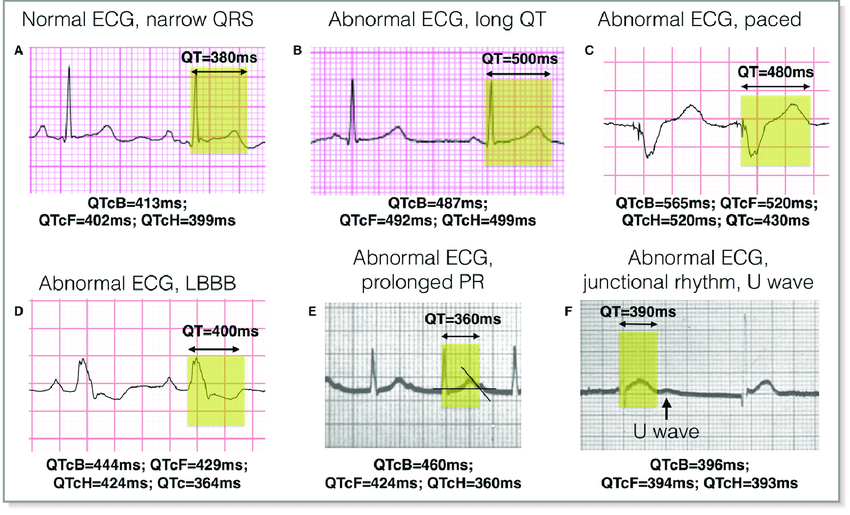 Normal ECG, narrow QRS
A
QT=380ms
QTcB=413ms;
QTcF=402ms; QTcH=399ms
Abnormal ECG, long QT
B
QT=500ms
QTcB=487ms;
QTcF=492ms; QTcH=499ms
Abnormal ECG, paced
C
QT=480ms
QTcB=565ms; QTcF=520ms;
QTcH=520ms; QTc=430ms
Abnormal ECG, LBBB
D
QT=400ms
QTcB=444ms; QTcF=429ms;
QTcH=424ms; QTc=364ms
Abnormal ECG,
prolonged PR
E
QT=360ms
QTcB=460ms;
QTcF=424ms; QTcH=360ms
Abnormal ECG,
junctional rhythm, U wave
F
QT=390ms
U wave
QTcB=396ms;
QTcF=394ms; QTcH=393ms